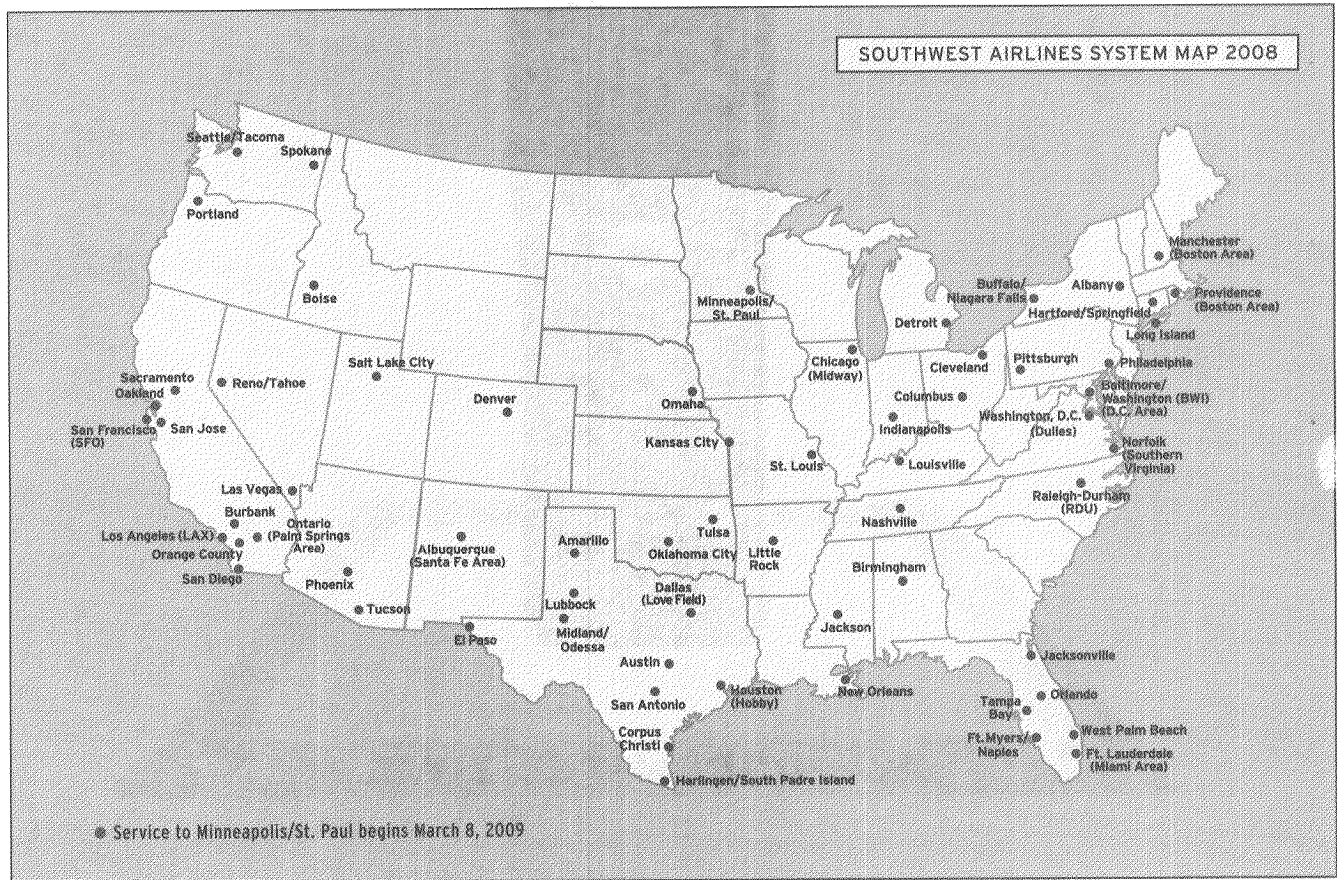 SOUTHWEST AIRLINES SYSTEM MAP 2008
Seattle/Tacoma
Spokane
Portland
Boise
Minneapolis/
St. Paul
Manchester
(Boston Area)
Buffalo/
Niagara Falls
Albany
Providence
(Boston Area)
Hartford/Springfield
Long Island
Detroit
Chicago
(Midway)
Cleveland
Pittsburgh
Philadelphia
Salt Lake City
Reno/Tahoe
Sacramento
Oakland
San Francisco
(SFO)
San Jose
Denver
Omaha
Columbus
Baltimore/
Washington (BWI)
(D.C. Area)
Washington, D.C.
(Dulles)
Indianapolis
Kansas City
St. Louis
Louisville
Norfolk
(Southern
Virginia)
Raleigh-Durham
(RDU)
Las Vegas
Burbank
Los Angeles (LAX)
Ontario
(Palm Springs
Area)
Orange County
San Diego
Phoenix
Tucson
Albuquerque
(Santa Fe Area)
Amarillo
Tulsa
Oklahoma City
Little
Rock
Nashville
Birmingham
Lubbock
Dallas
(Love Field)
Midland/
Odessa
El Paso
Jackson
Austin
San Antonio
Houston
(Hobby)
New Orleans
Jacksonville
Orlando
Tampa
Bay
West Palm Beach
Ft. Myers/
Naples
Ft. Lauderdale
(Miami Area)
Corpus
Christi
Harlingen/South Padre Island
Service to Minneapolis/St. Paul begins March 8, 2009